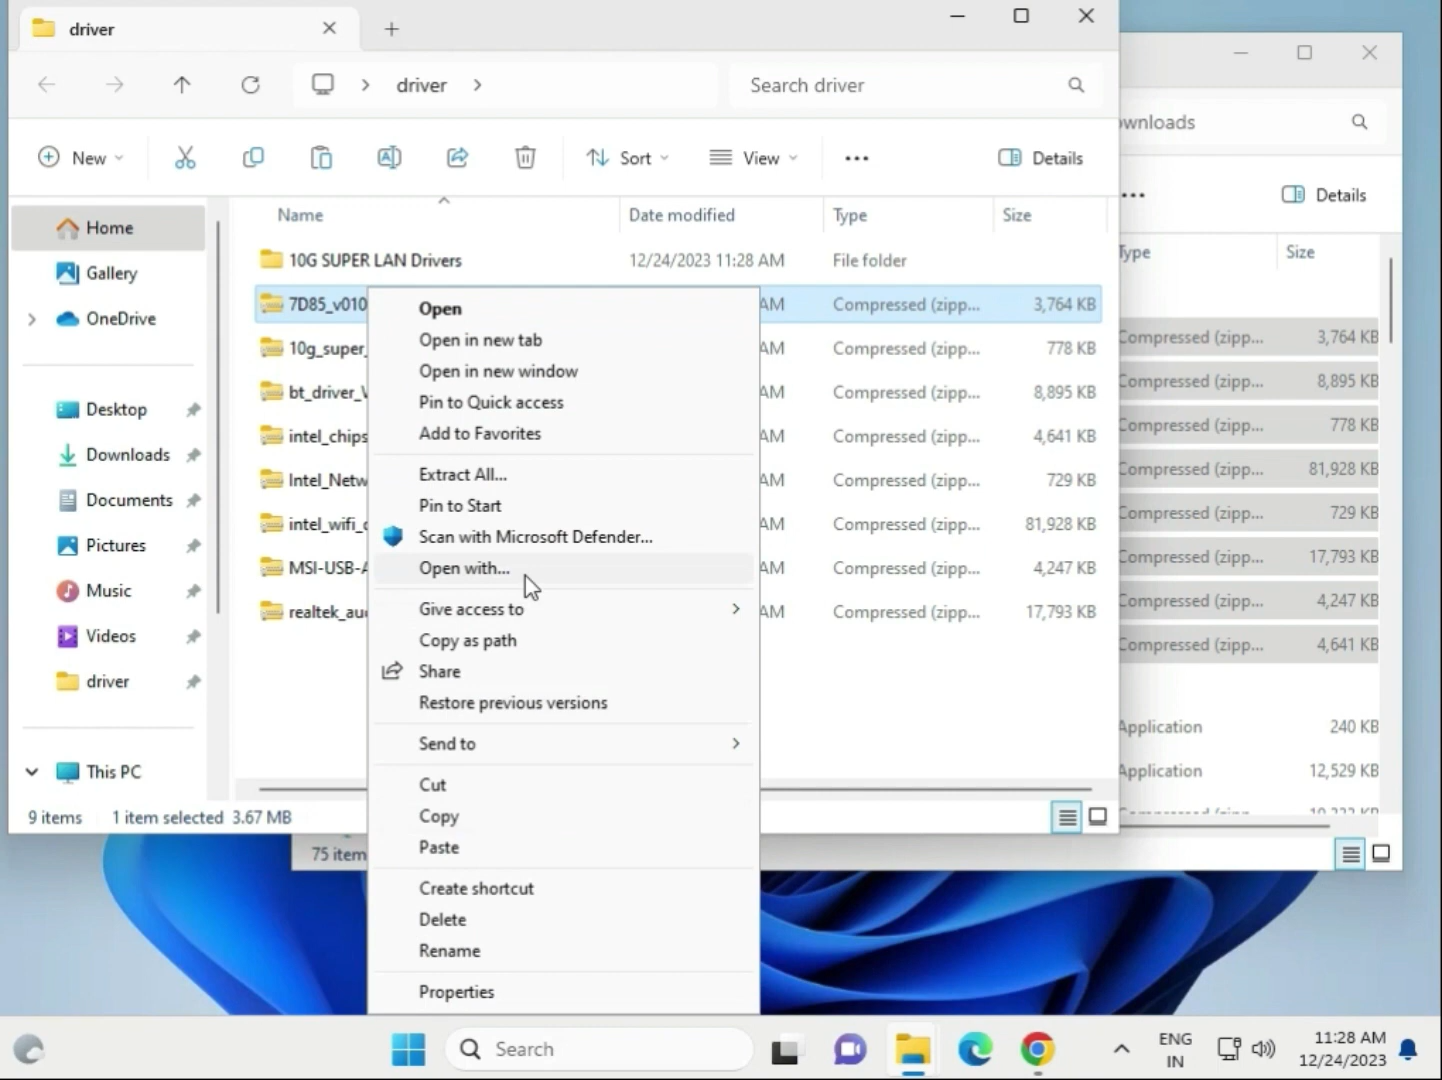 driver
driver
Search driver
New
Sort
View
Details
Home
Gallery
OneDrive
Desktop
Downloads
Documents
Pictures
Music
Videos
driver
This PC
Name
Date modified
Type
Size
10G SUPER LAN Drivers
12/24/2023 11:28 AM
File folder
7D85_v010
AM
Compressed (zipp...
3,764 KB
10g_super_
AM
Compressed (zipp...
778 KB
bt_driver_
AM
Compressed (zipp...
8,895 KB
intel_chips
AM
Compressed (zipp...
4,641 KB
Intel_Netw
AM
Compressed (zipp...
729 KB
intel_wifi_
AM
Compressed (zipp...
81,928 KB
MSI-USB-
AM
Compressed (zipp...
4,247 KB
realtek_au
AM
Compressed (zipp...
17,793 KB
9 items
1 item selected 3.67 MB
Open
Open in new tab
Open in new window
Pin to Quick access
Add to Favorites
Extract All...
Pin to Start
Scan with Microsoft Defender...
Open with...
Give access to
Copy as path
Share
Restore previous versions
Send to
Cut
Copy
Paste
Create shortcut
Delete
Rename
Properties
wnloads
Details
Type
Size
Compressed (zipp...
3,764 KB
Compressed (zipp...
8,895 KB
Compressed (zipp...
778 KB
Compressed (zipp...
81,928 KB
Compressed (zipp...
729 KB
Compressed (zipp...
17,793 KB
Compressed (zipp...
4,247 KB
Compressed (zipp...
4,641 KB
Application
240 KB
Application
12,529 KB
75 item
Search
ENG
IN
11:28 AM
12/24/2023